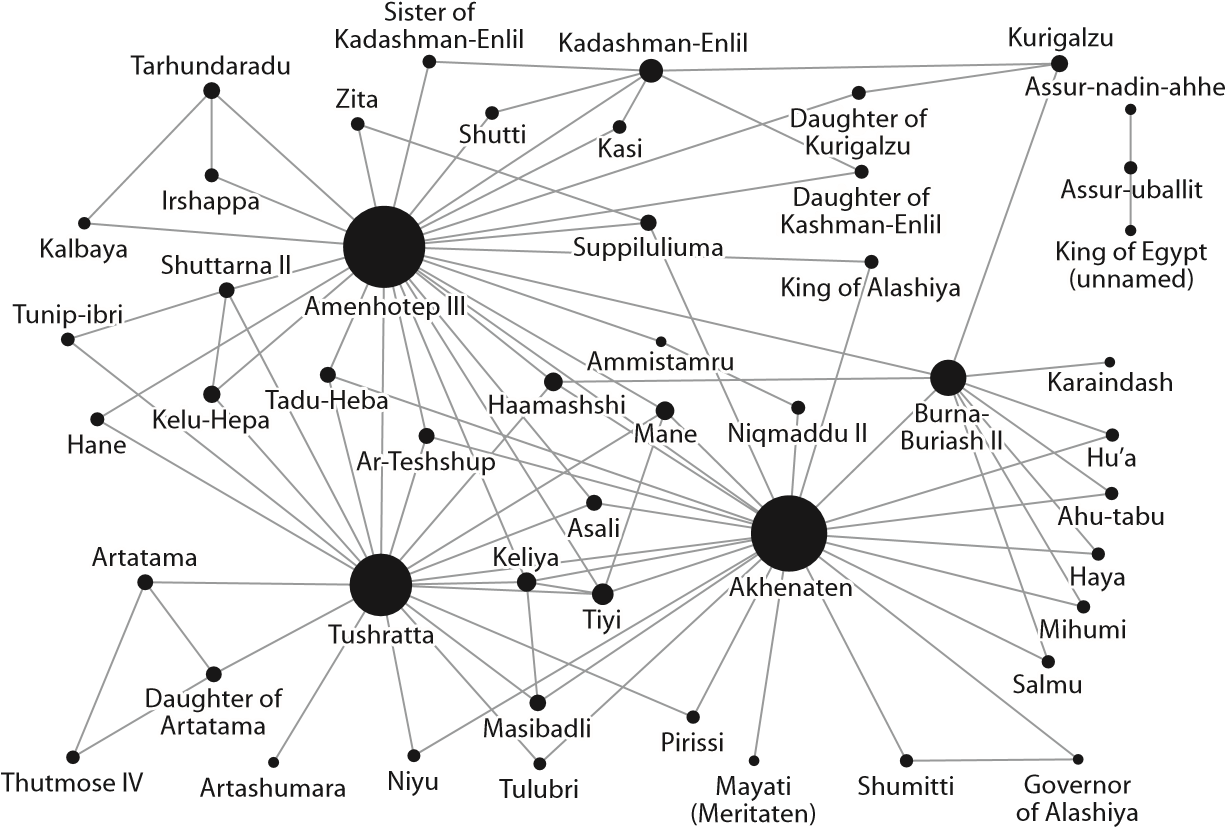 Sister of
Kadashman-Enlil
Kadashman-Enlil
Kurigalzu
Tarhundaradu
Assur-nadin-ahhe
Zita
Shutti
Kasi
Daughter of
Kurigalzu
Irshappa
Assur-uballit
Daughter of
Kashman-Enlil
Kalbaya
Suppiluliuma
King of Egypt
(unnamed)
Shuttarna II
King of Alashiya
Tunip-ibri
Amenhotep III
Ammistamru
Karaindash
Tadu-Heba
Haamashshi
Kelu-Hepa
Burna-
Buriash II
Hane
Mane
Niqmaddu II
Ar-Teshshup
Hu’a
Asali
Ahu-tabu
Artatama
Keliya
Haya
Akhenaten
Tiyi
Tushratta
Mihumi
Salmu
Daughter of
Artatama
Masibadli
Pirissi
Thutmose IV
Artashumara
Niyu
Tulubri
Mayati
(Meritaten)
Shumitti
Governor
of Alashiya